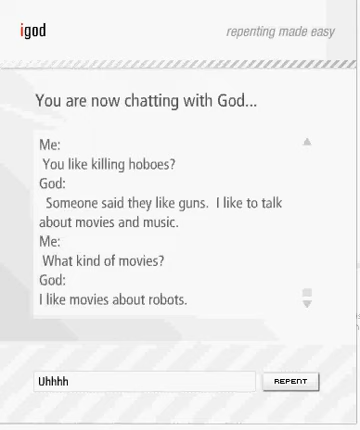 igod
repenting made easy
You are now chatting with God...
Me:
You like killing hoboes?
God:
Someone said they like guns. I like to talk
about movies and music.
Me:
What kind of movies?
God:
I like movies about robots.
Uhhhh
REPENT